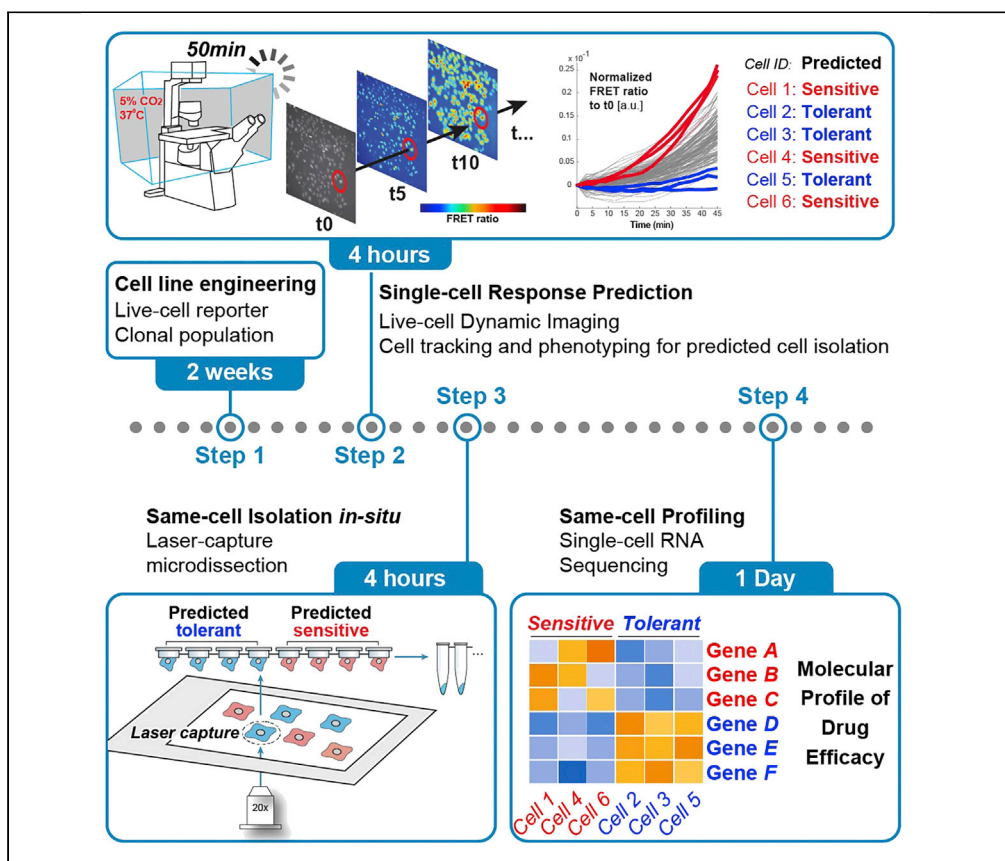 50min
5% CO2
37°C
t0
t5
t10
t...
FRET ratio
Normalized
FRET ratio
to t0 [a.u.]
x10⁻¹
0.25
0.2
0.15
0.1
0.05
0
0 5 10 15 20 25 30 35 40 45
Time (min)
Cell ID: Predicted
Cell 1: Sensitive
Cell 2: Tolerant
Cell 3: Tolerant
Cell 4: Sensitive
Cell 5: Tolerant
Cell 6: Sensitive
4 hours
Cell line engineering
Live-cell reporter
Clonal population
2 weeks
Single-cell Response Prediction
Live-cell Dynamic Imaging
Cell tracking and phenotyping for predicted cell isolation
Step 1
Step 2
Step 3
Step 4
Same-cell Isolation in-situ
Laser-capture
microdissection
4 hours
Predicted
tolerant
Predicted
sensitive
...
Laser capture
20x
Same-cell Profiling
Single-cell RNA
Sequencing
1 Day
Sensitive Tolerant
Gene A
Gene B
Gene C
Gene D
Gene E
Gene F
Cell 1
Cell 4
Cell 6
Cell 2
Cell 3
Cell 5
Molecular
Profile of
Drug
Efficacy